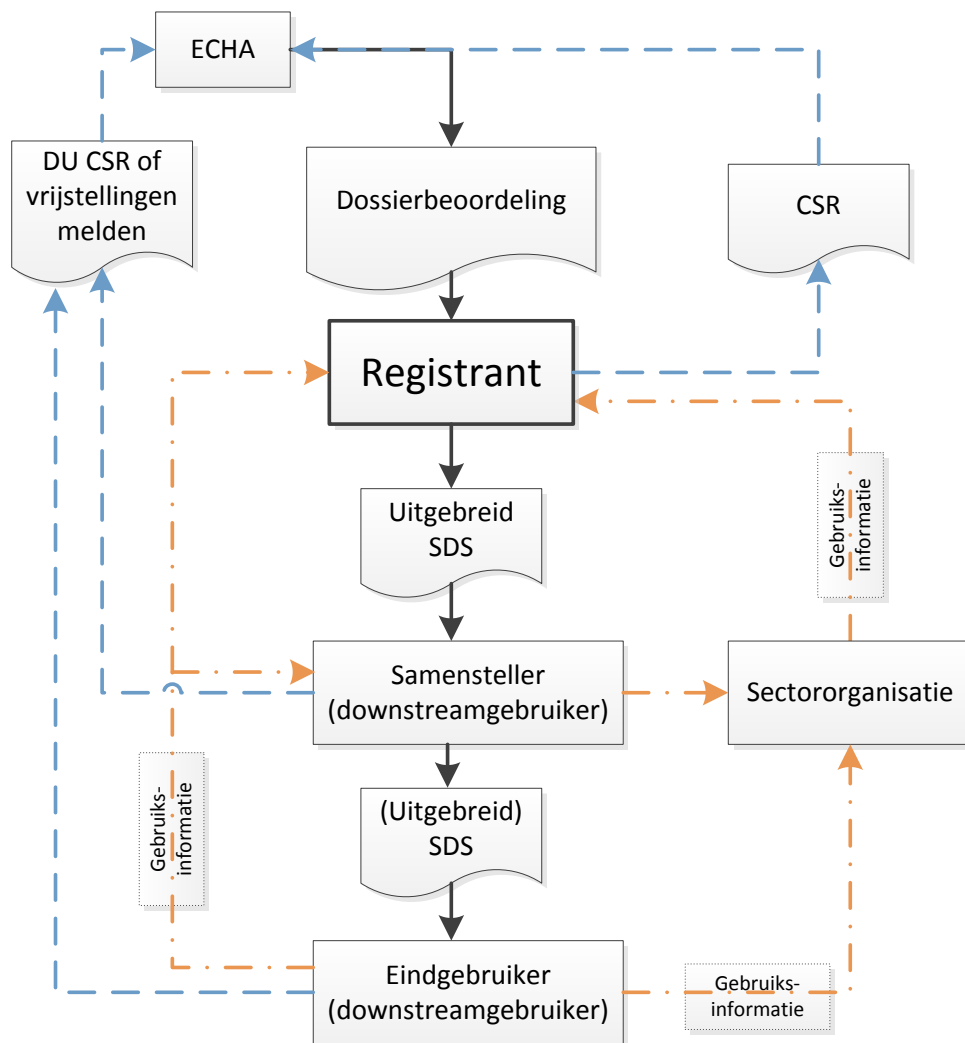 ECHA
DU CSR of
vrijstellingen
melden
Dossierbeoordeling
CSR
Registrant
Gebruiks-
informatie
Uitgebreid
SDS
Samensteller
(downstreamgebruiker)
Sectororganisatie
Gebruiks-
informatie
(Uitgebreid)
SDS
Eindgebruiker
(downstreamgebruiker)
Gebruiks-
informatie